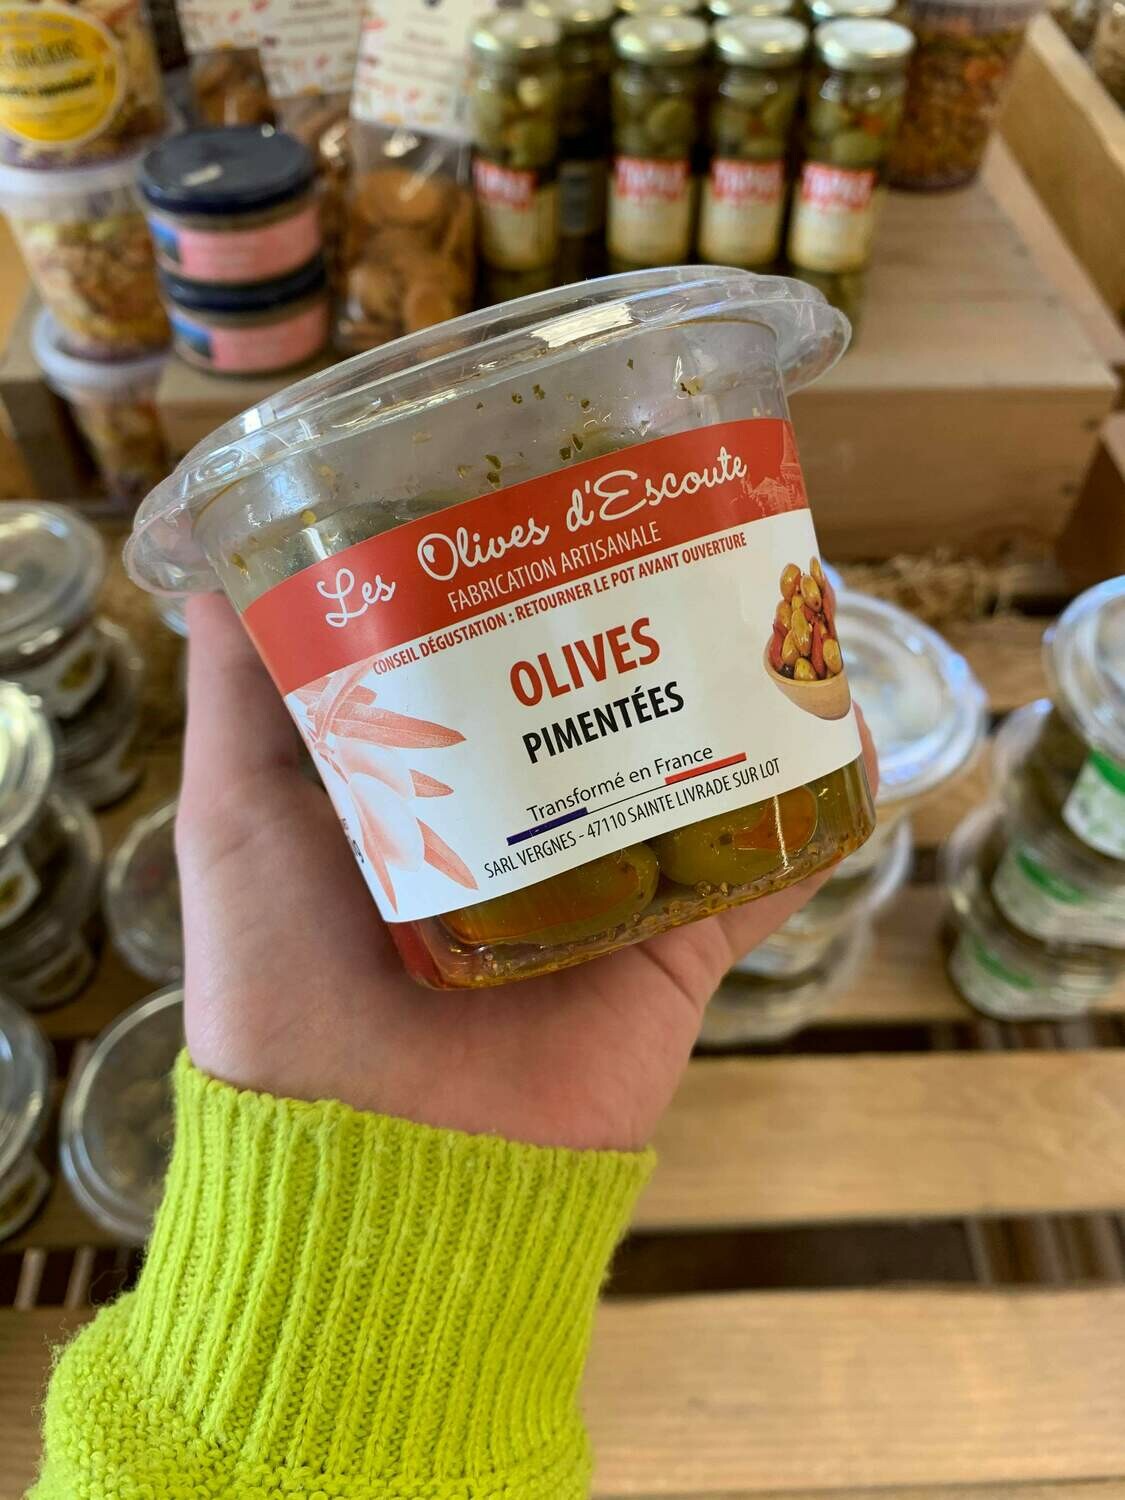 Les Olives d'Escoute
FABRICATION ARTISANALE
CONSEIL DÉGUSTATION : RETOURNER LE POT AVANT OUVERTURE
OLIVES
PIMENTÉES
Transformé en France
SARL VERGNES - 47110 SAINTE LIVRADE SUR LOT